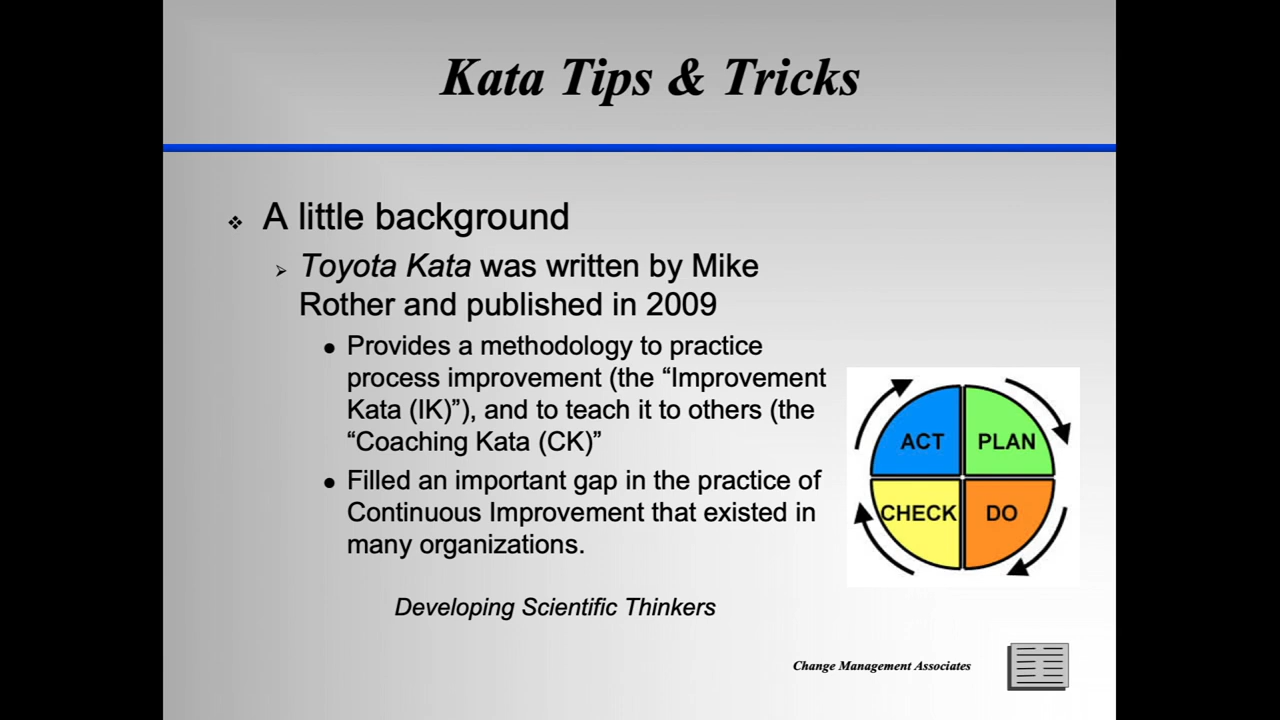 Kata Tips & Tricks
❖ A little background
➢ Toyota Kata was written by Mike
Rother and published in 2009
● Provides a methodology to practice
process improvement (the “Improvement
Kata (IK)”), and to teach it to others (the
“Coaching Kata (CK)”
● Filled an important gap in the practice of
Continuous Improvement that existed in
many organizations.
ACT PLAN
CHECK DO
Developing Scientific Thinkers
Change Management Associates